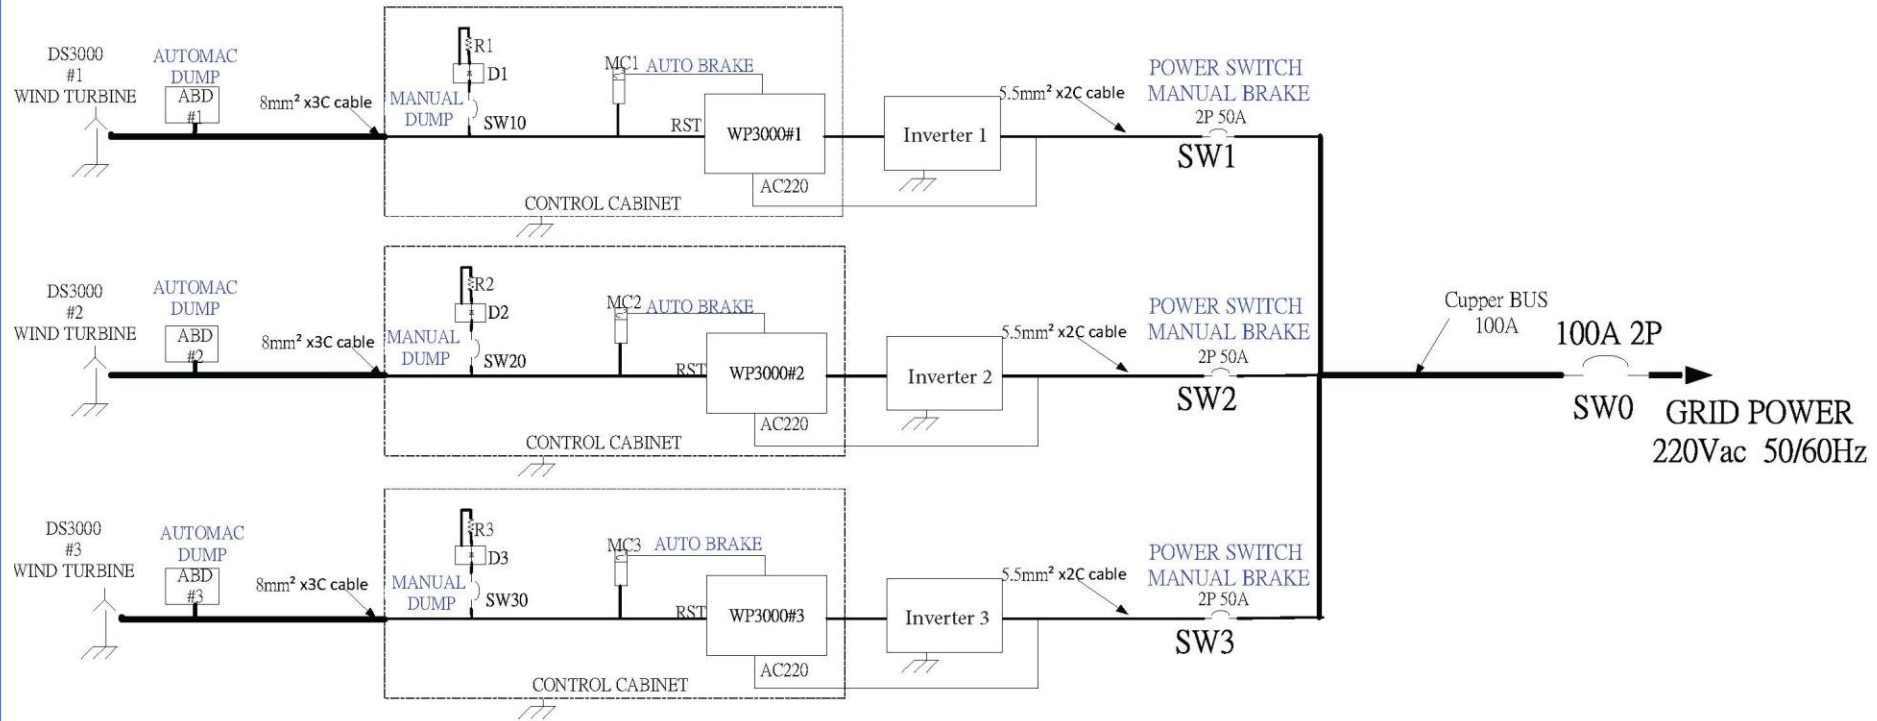 DS3000
#1
WIND TURBINE
AUTOMAC
DUMP
ABD
#1
8mm² x3C cable
MANUAL
DUMP
R1
D1
SW10
MC1
AUTO BRAKE
RST
WP3000#1
AC220
CONTROL CABINET
Inverter 1
5.5mm² x2C cable
POWER SWITCH
MANUAL BRAKE
2P 50A
SW1
DS3000
#2
WIND TURBINE
AUTOMAC
DUMP
ABD
#2
8mm² x3C cable
MANUAL
DUMP
R2
D2
SW20
MC2
AUTO BRAKE
RST
WP3000#2
AC220
CONTROL CABINET
Inverter 2
5.5mm² x2C cable
POWER SWITCH
MANUAL BRAKE
2P 50A
SW2
Cupper BUS
100A
100A 2P
SW0
GRID POWER
220Vac 50/60Hz
DS3000
#3
WIND TURBINE
AUTOMAC
DUMP
ABD
#3
8mm² x3C cable
MANUAL
DUMP
R3
D3
SW30
MC3
AUTO BRAKE
RST
WP3000#3
AC220
CONTROL CABINET
Inverter 3
5.5mm² x2C cable
POWER SWITCH
MANUAL BRAKE
2P 50A
SW3